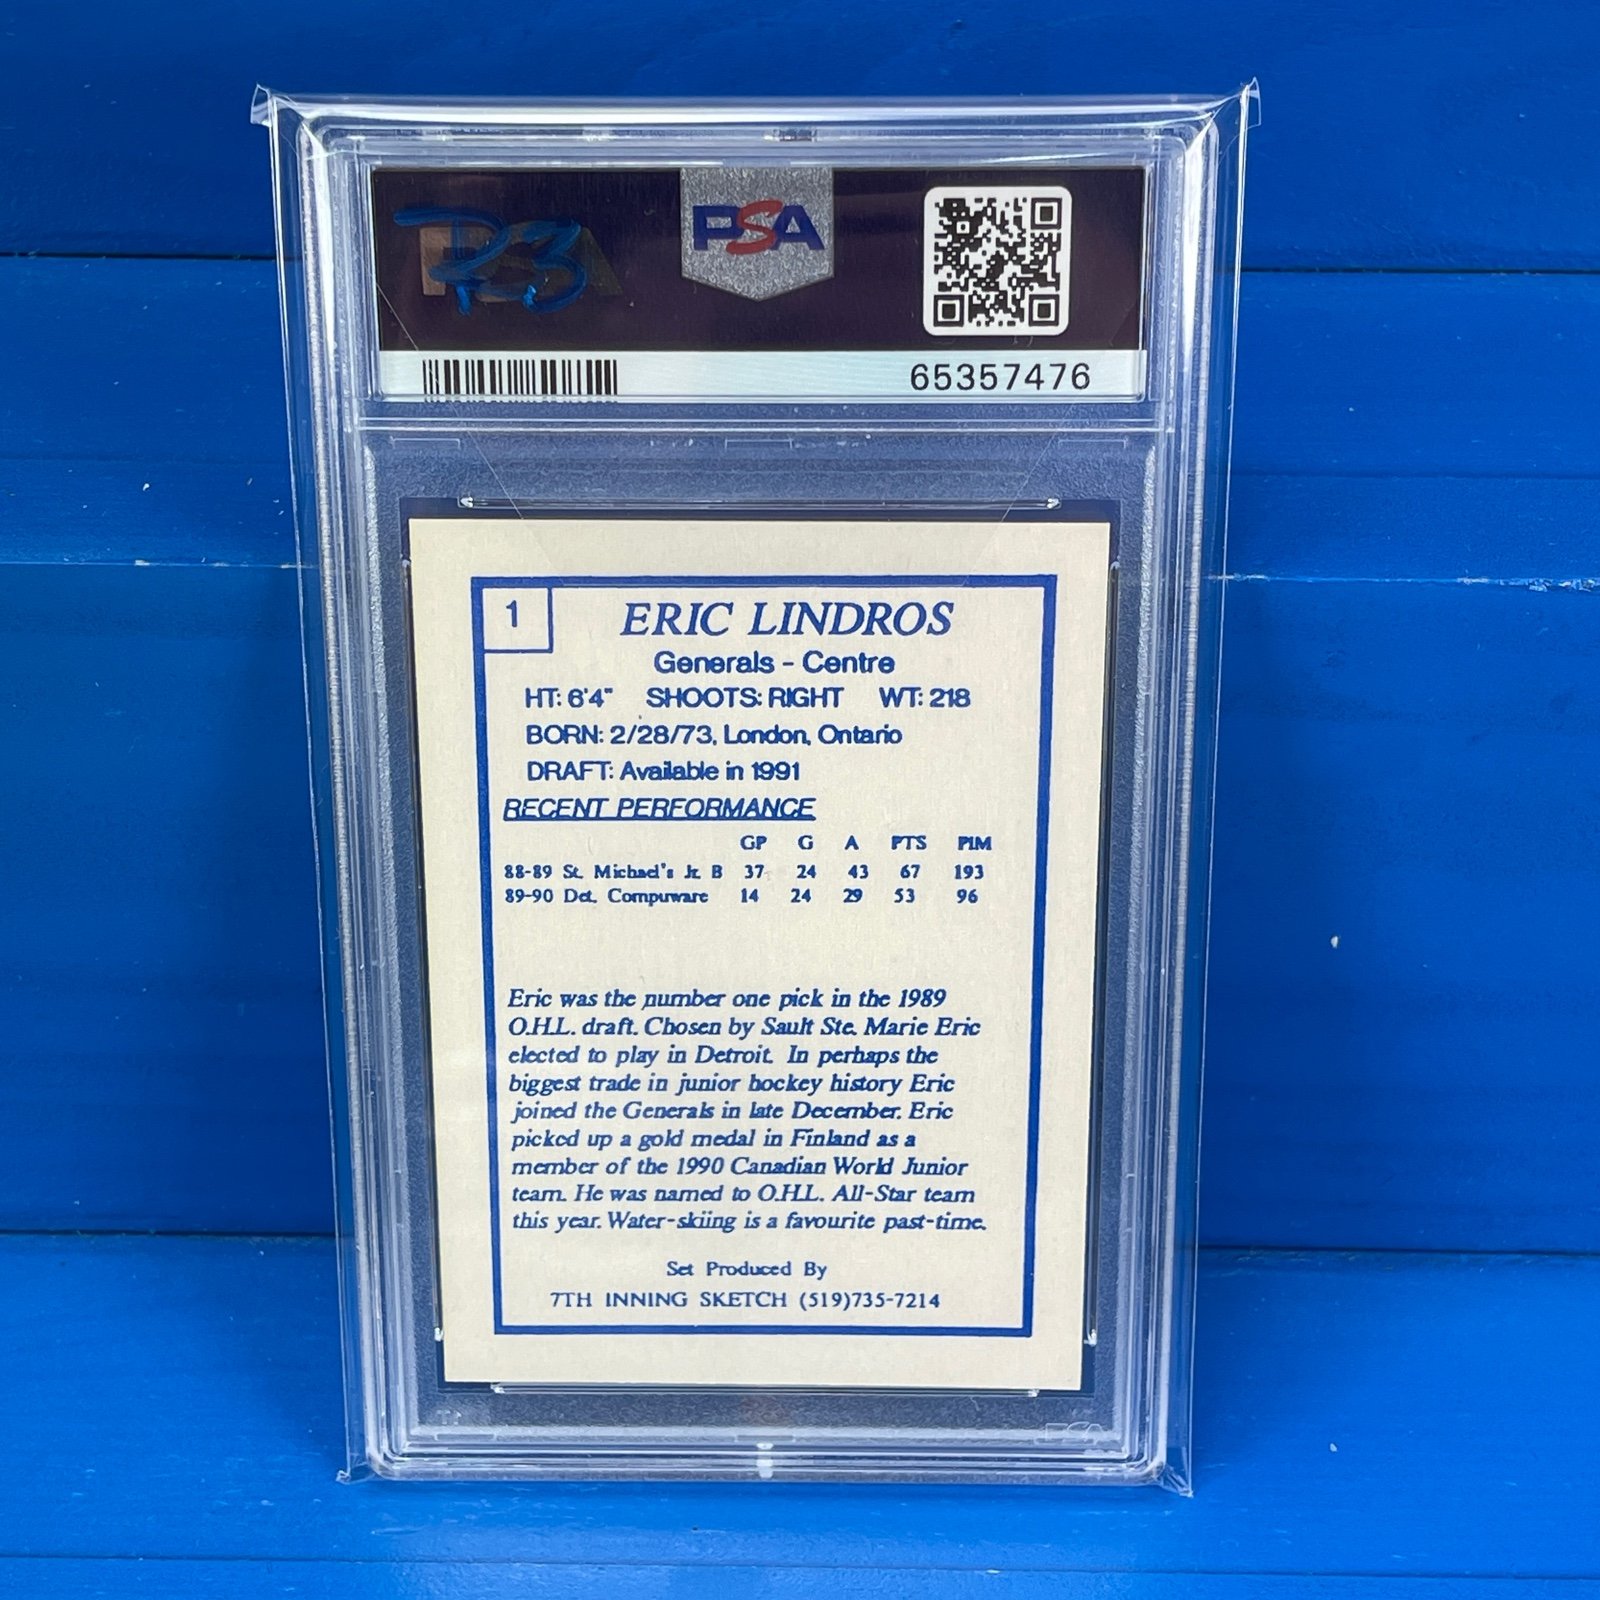 PSA
65357476
1
ERIC LINDROS
Generals - Centre
HT: 6'4" SHOOTS: RIGHT WT: 218
BORN: 2/28/73, London, Ontario
DRAFT: Available in 1991
RECENT PERFORMANCE
GP G A PTS PIM
88-89 St. Michael's Jr. B 37 24 43 67 193
89-90 Det. Compuware 14 24 29 53 96
Eric was the number one pick in the 1989
O.H.L. draft. Chosen by Sault Ste. Marie Eric
elected to play in Detroit. In perhaps the
biggest trade in junior hockey history Eric
joined the Generals in late December. Eric
picked up a gold medal in Finland as a
member of the 1990 Canadian World Junior
team. He was named to O.H.L. All-Star team
this year. Water-skiing is a favourite past-time.
Set Produced By
7TH INNING SKETCH (519)735-7214
PSA